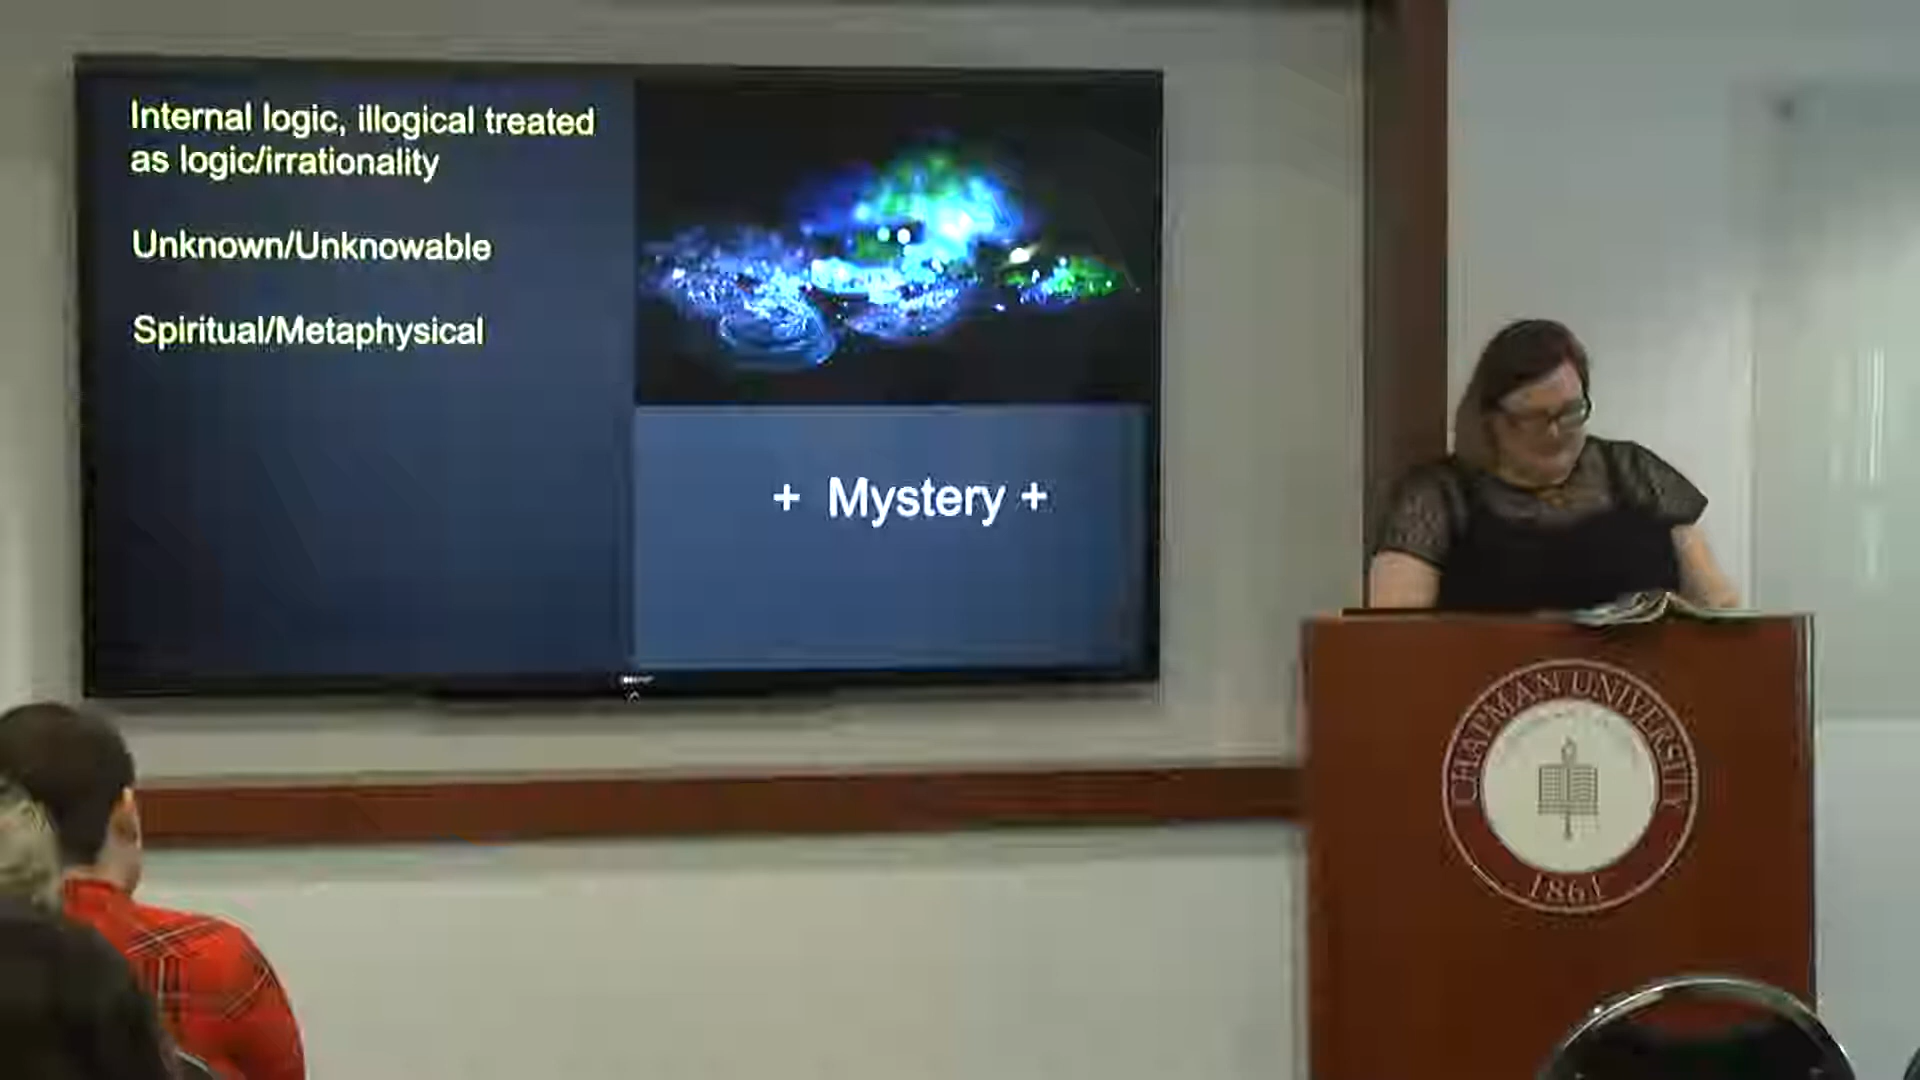 Internal logic, illogical treated
as logic/irrationality
Unknown/Unknowable
Spiritual/Metaphysical
+ Mystery +
CHAPMAN UNIVERSITY
1861